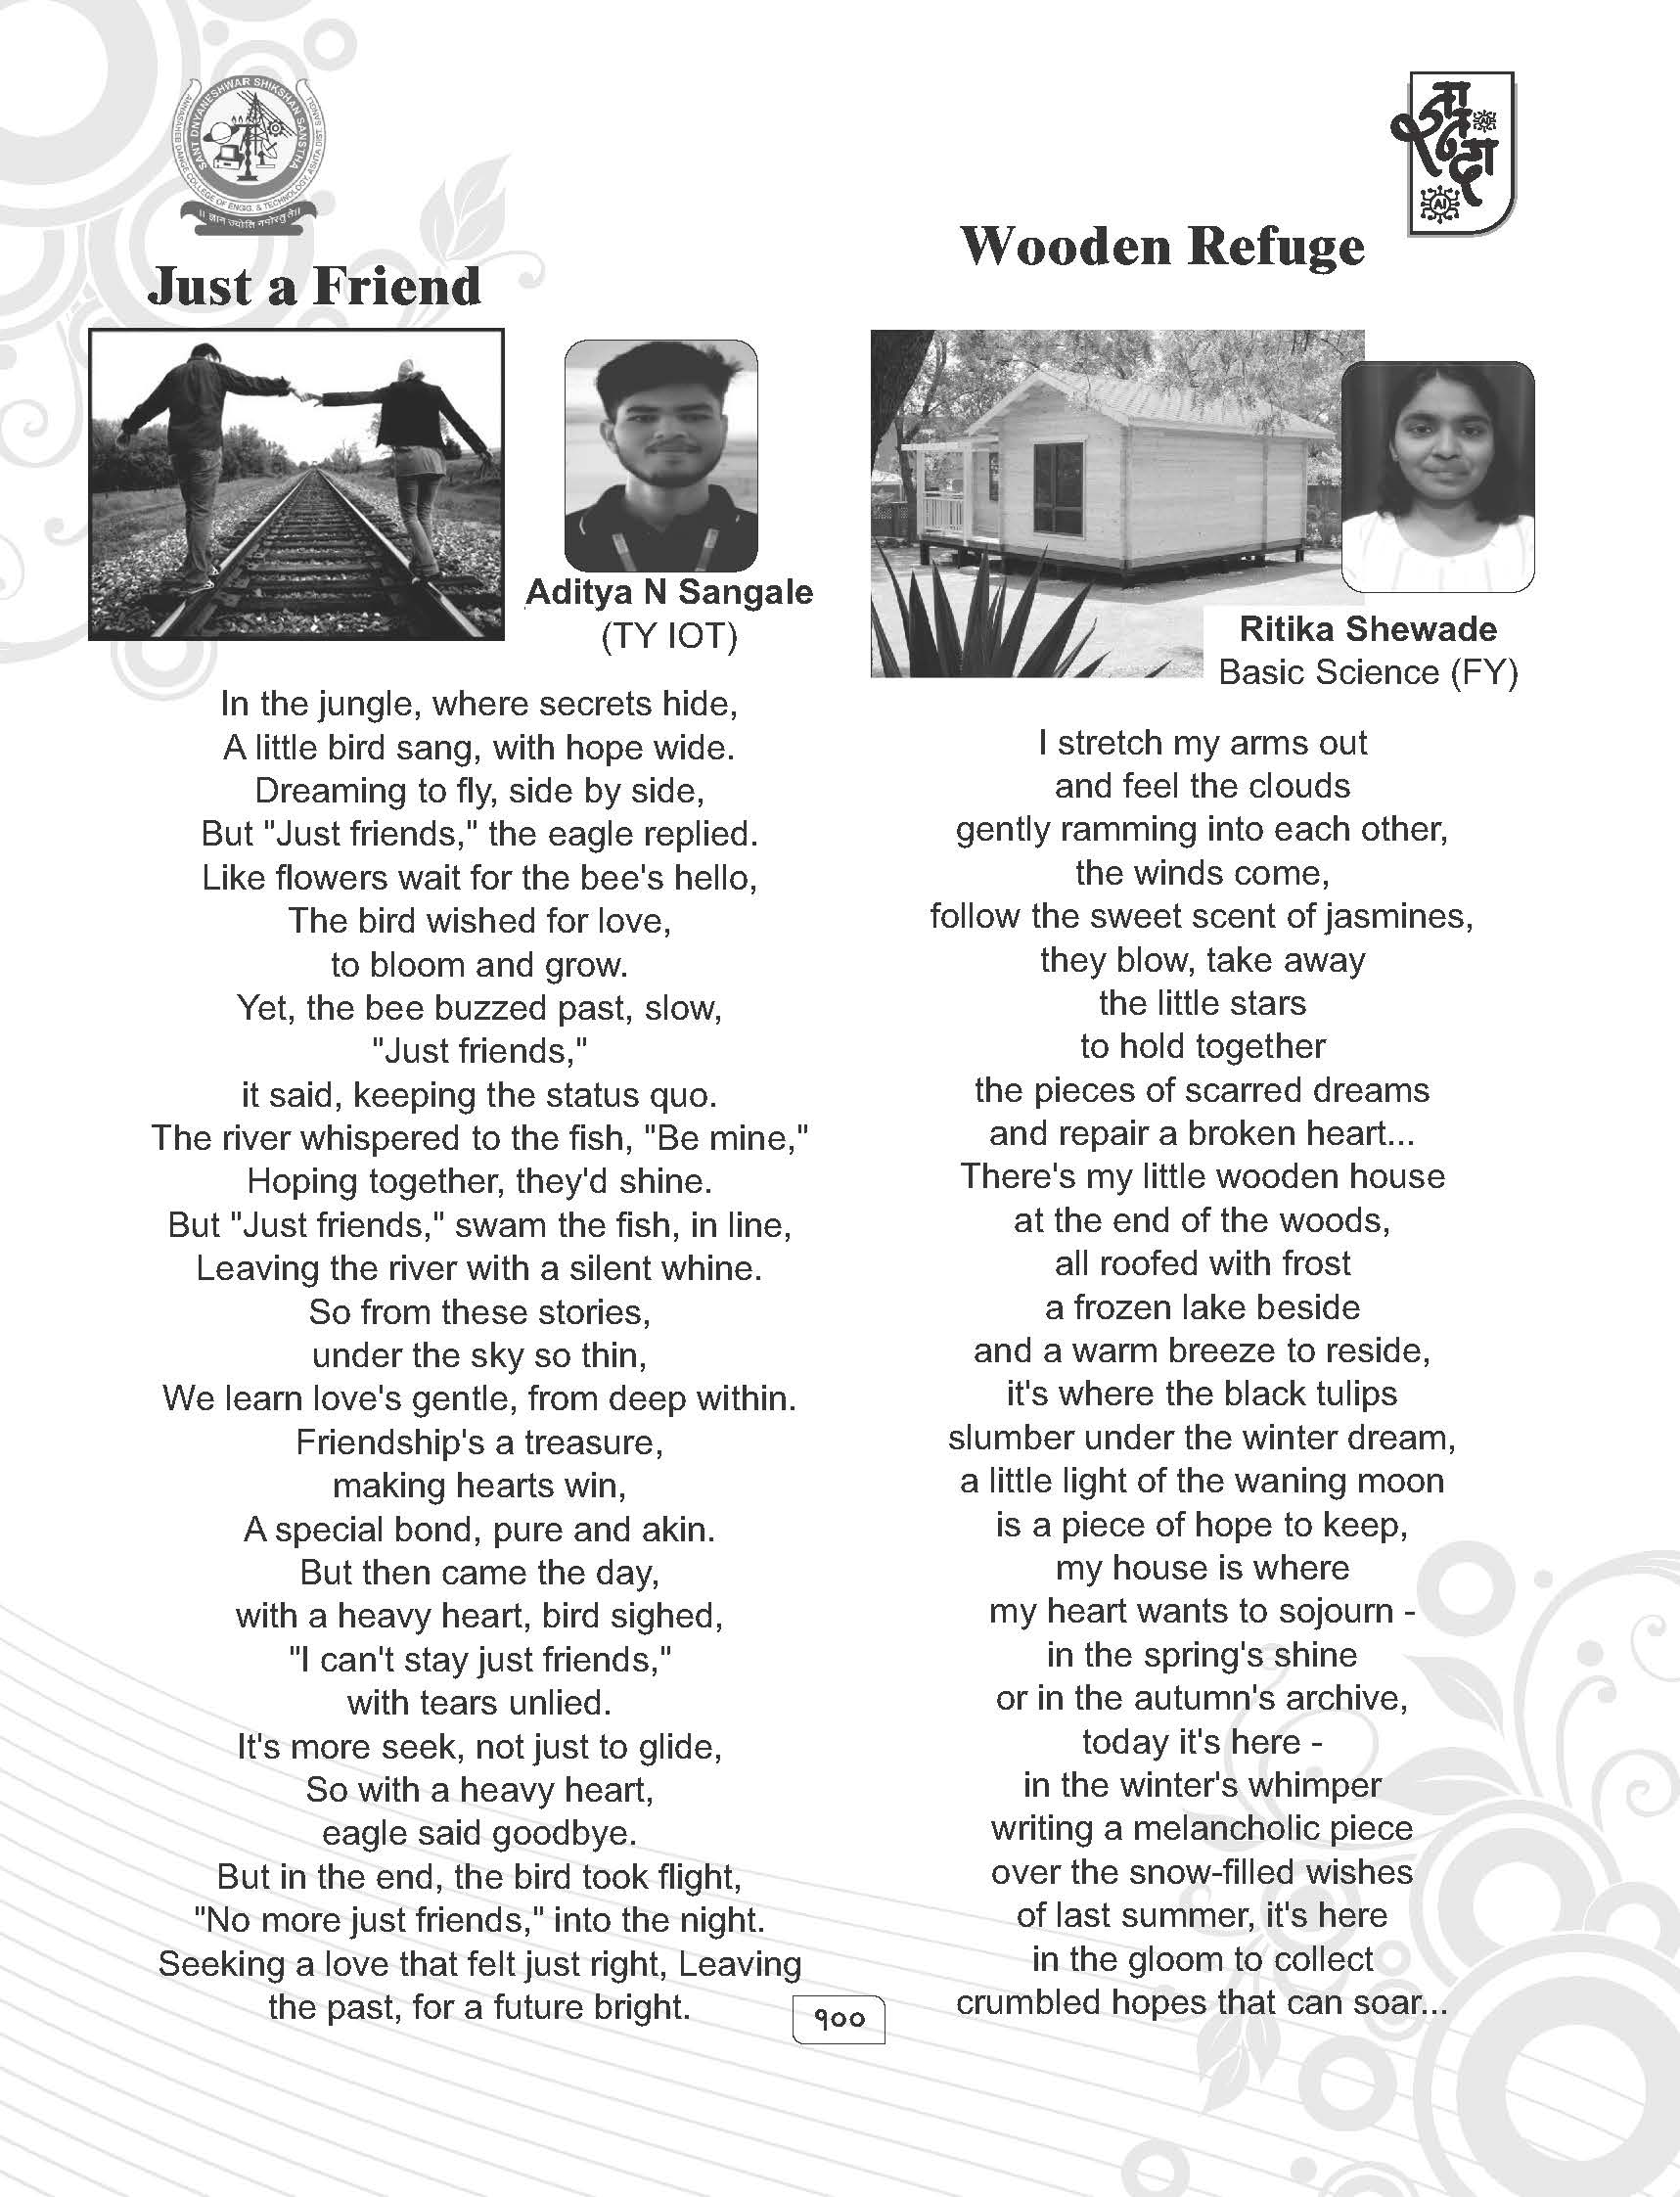 SANT DNYANESHWAR SHIKSHAN SANSTHA
ANNASAHEB DANGE COLLEGE OF ENGG. & TECHNOLOGY, ASHTA DIST. SANGLI
॥ ज्ञान ज्योति नमोस्तुते॥
AI
AI
Just a Friend
Aditya N Sangale
(TY IOT)
In the jungle, where secrets hide,
A little bird sang, with hope wide.
Dreaming to fly, side by side,
But "Just friends," the eagle replied.
Like flowers wait for the bee's hello,
The bird wished for love,
to bloom and grow.
Yet, the bee buzzed past, slow,
"Just friends,"
it said, keeping the status quo.
The river whispered to the fish, "Be mine,"
Hoping together, they'd shine.
But "Just friends," swam the fish, in line,
Leaving the river with a silent whine.
So from these stories,
under the sky so thin,
We learn love's gentle, from deep within.
Friendship's a treasure,
making hearts win,
A special bond, pure and akin.
But then came the day,
with a heavy heart, bird sighed,
"I can't stay just friends,"
with tears unlied.
It's more seek, not just to glide,
So with a heavy heart,
eagle said goodbye.
But in the end, the bird took flight,
"No more just friends," into the night.
Seeking a love that felt just right, Leaving
the past, for a future bright.
Wooden Refuge
Ritika Shewade
Basic Science (FY)
I stretch my arms out
and feel the clouds
gently ramming into each other,
the winds come,
follow the sweet scent of jasmines,
they blow, take away
the little stars
to hold together
the pieces of scarred dreams
and repair a broken heart...
There's my little wooden house
at the end of the woods,
all roofed with frost
a frozen lake beside
and a warm breeze to reside,
it's where the black tulips
slumber under the winter dream,
a little light of the waning moon
is a piece of hope to keep,
my house is where
my heart wants to sojourn -
in the spring's shine
or in the autumn's archive,
today it's here -
in the winter's whimper
writing a melancholic piece
over the snow-filled wishes
of last summer, it's here
in the gloom to collect
crumbled hopes that can soar...
१००